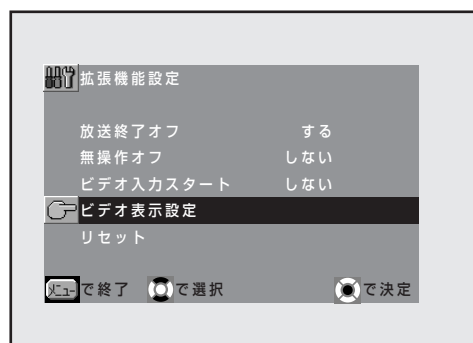 拡張機能設定
放送終了オフ する
無操作オフ しない
ビデオ入力スタート しない
ビデオ表示設定
リセット
メニューで終了 で選択 で決定